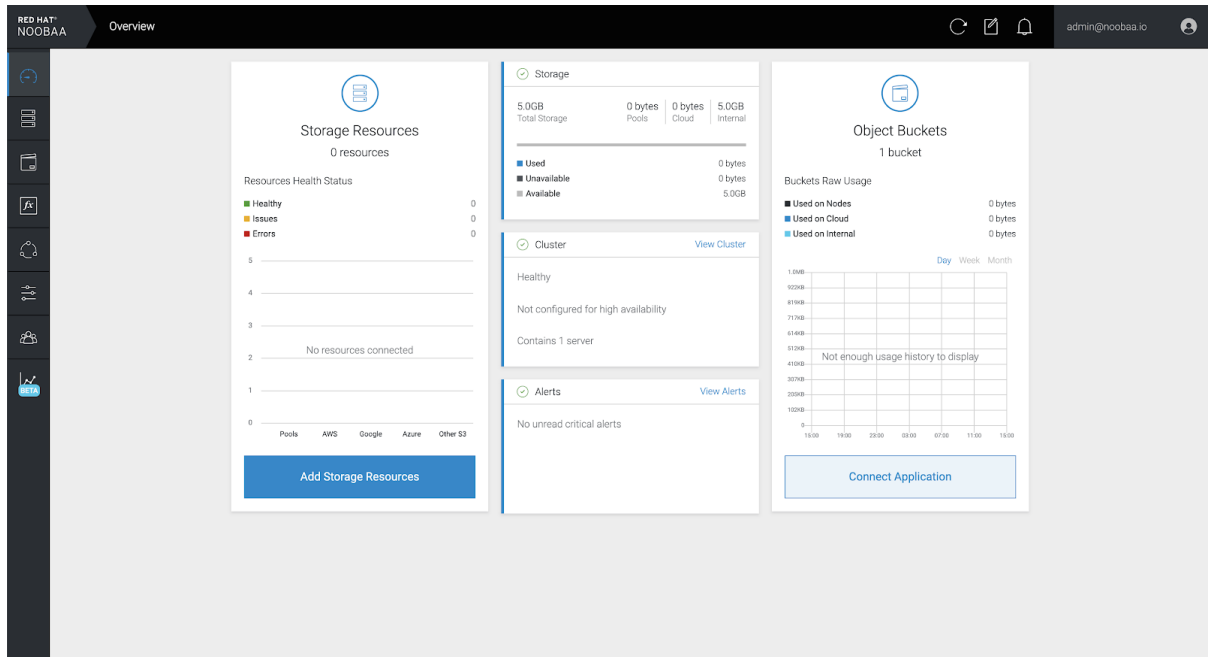 RED HAT®
NOOBAA
Overview
admin@noobaa.io
BETA
Storage Resources
0 resources
Resources Health Status
Healthy 0
Issues 0
Errors 0
5
4
3
No resources connected
2
1
0
Pools AWS Google Azure Other S3
Add Storage Resources
Storage
5.0GB 0 bytes 0 bytes 5.0GB
Total Storage Pools Cloud Internal
Used 0 bytes
Unavailable 0 bytes
Available 5.0GB
Cluster View Cluster
Healthy
Not configured for high availability
Contains 1 server
Alerts View Alerts
No unread critical alerts
Object Buckets
1 bucket
Buckets Raw Usage
Used on Nodes 0 bytes
Used on Cloud 0 bytes
Used on Internal 0 bytes
Day Week Month
1.0MB
922KB
819KB
717KB
614KB
512KB
Not enough usage history to display
410KB
307KB
205KB
102KB
0
15:00 19:00 23:00 03:00 07:00 11:00 15:00
Connect Application